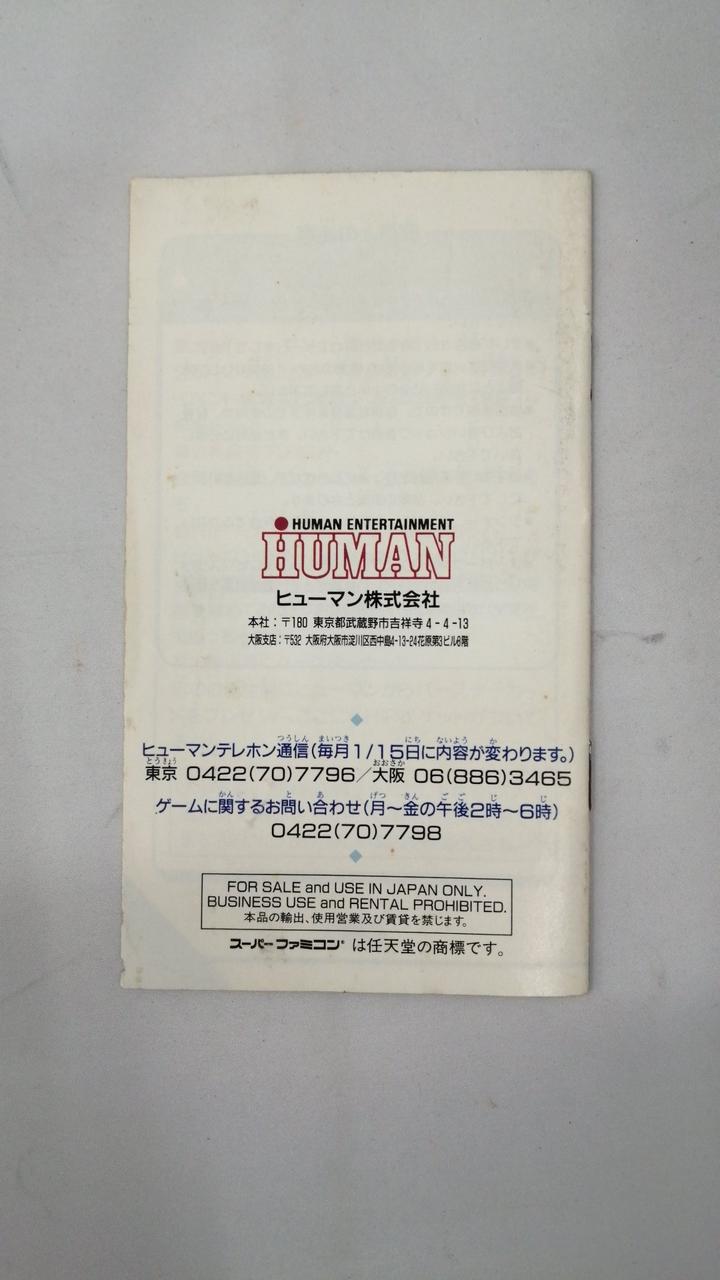 HUMAN ENTERTAINMENT
HUMAN
ヒューマン株式会社
本社：〒180 東京都武蔵野市吉祥寺4-4-13
大阪支店：〒532 大阪府大阪市淀川区西中島4-13-24花原第3ビル6階
ヒューマンテレホン通信(毎月1/15日に内容が変わります。)
東京 0422(70)7796／大阪 06(886)3465
ゲームに関するお問い合わせ(月～金の午後2時～6時)
0422(70)7798
FOR SALE and USE IN JAPAN ONLY.
BUSINESS USE and RENTAL PROHIBITED.
本品の輸出、使用営業及び賃貸を禁じます。
スーパーファミコン® は任天堂の商標です。